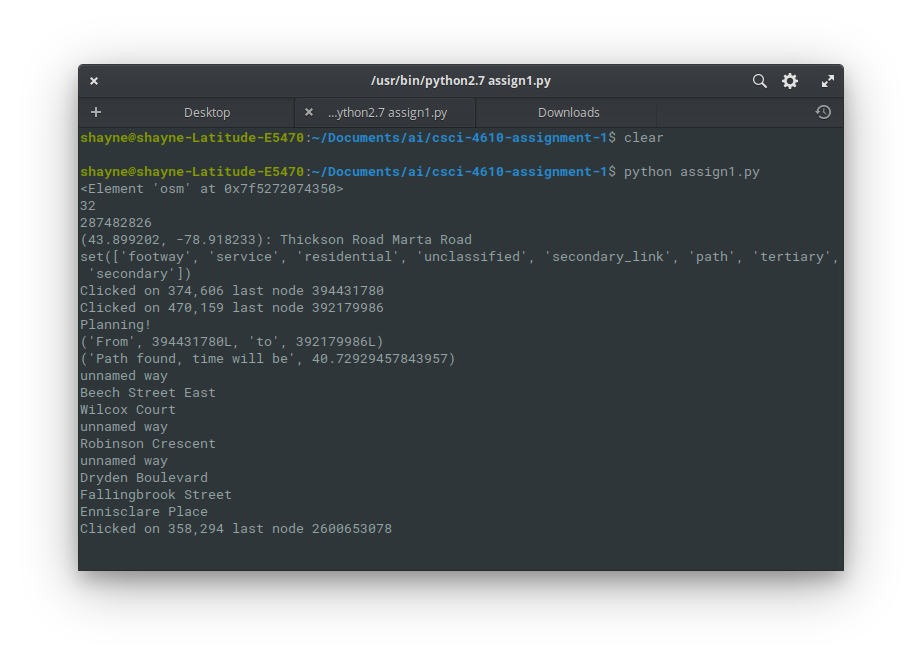 /usr/bin/python2.7 assign1.py
Desktop
...ython2.7 assign1.py
Downloads
shayne@shayne-Latitude-E5470:~/Documents/ai/csci-4610-assignment-1$ clear
shayne@shayne-Latitude-E5470:~/Documents/ai/csci-4610-assignment-1$ python assign1.py
<Element 'osm' at 0x7f5272074350>
32
287482826
(43.899202, -78.918233): Thickson Road Marta Road
set(['footway', 'service', 'residential', 'unclassified', 'secondary_link', 'path', 'tertiary',
'secondary'])
Clicked on 374,606 last node 394431780
Clicked on 470,159 last node 392179986
Planning!
('From', 394431780L, 'to', 392179986L)
('Path found, time will be', 40.72929457843957)
unnamed way
Beech Street East
Wilcox Court
unnamed way
Robinson Crescent
unnamed way
Dryden Boulevard
Fallingbrook Street
Ennisclare Place
Clicked on 358,294 last node 2600653078